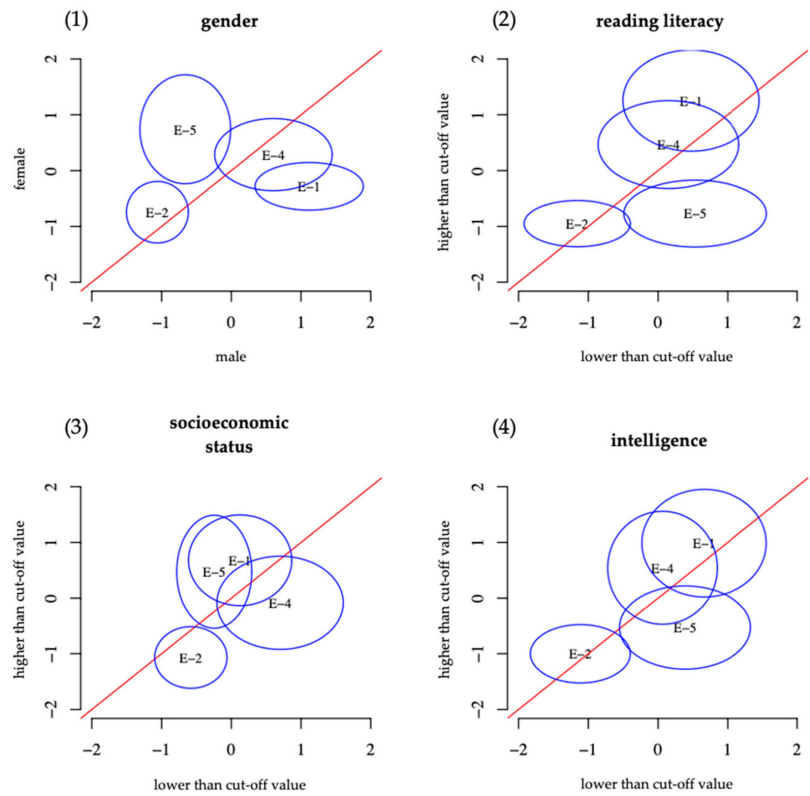 (1)
gender
2
1
0
−1
−2
female
E−5
E−4
E−1
E−2
−2 −1 0 1 2
male
(2)
reading literacy
2
1
0
−1
−2
higher than cut-off value
E−1
E−4
E−5
E−2
−2 −1 0 1 2
lower than cut-off value
(3)
socioeconomic
status
2
1
0
−1
−2
higher than cut-off value
E−1
E−5
E−4
E−2
−2 −1 0 1 2
lower than cut-off value
(4)
intelligence
2
1
0
−1
−2
higher than cut-off value
E−1
E−4
E−5
E−2
−2 −1 0 1 2
lower than cut-off value